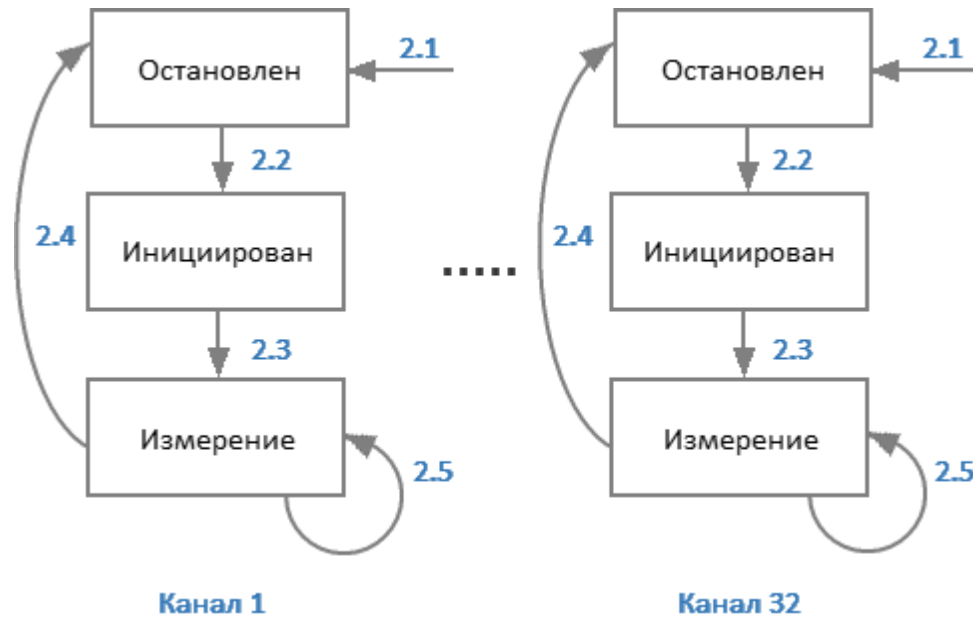 Остановлен
2.1
2.2
2.4
Инициирован
2.3
Измерение
2.5
Канал 1
.....
Остановлен
2.1
2.2
2.4
Инициирован
2.3
Измерение
2.5
Канал 32